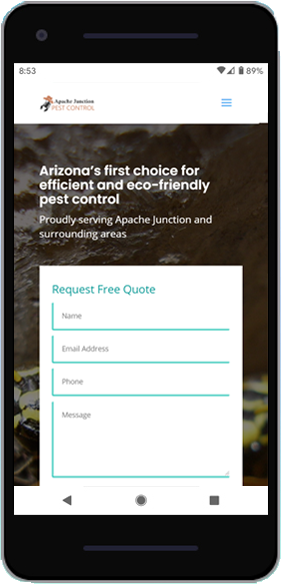 8:53
89%
Apache Junction
PEST CONTROL
Arizona's first choice for
efficient and eco-friendly
pest control
Proudly serving Apache Junction and
surrounding areas
Request Free Quote
Name
Email Address
Phone
Message